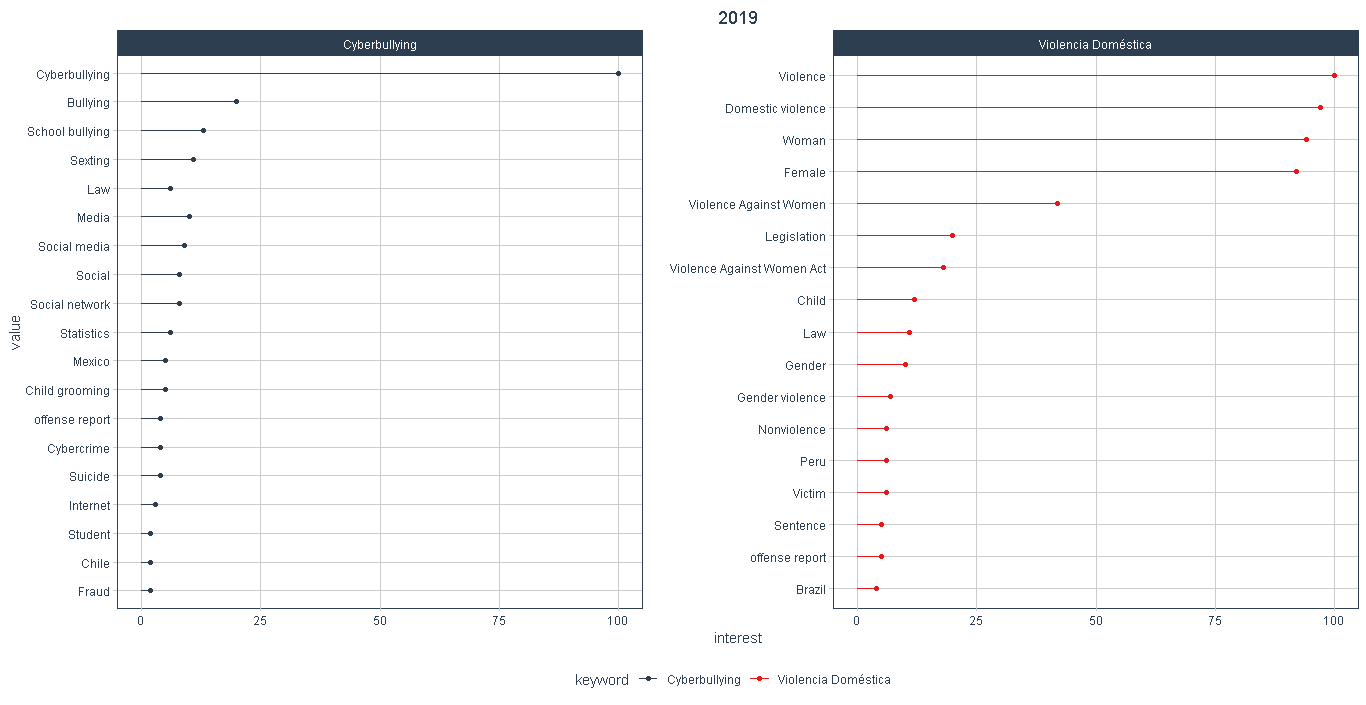 2019
Cyberbullying
Violencia Doméstica
value
Cyberbullying
Bullying
School bullying
Sexting
Law
Media
Social media
Social
Social network
Statistics
Mexico
Child grooming
offense report
Cybercrime
Suicide
Internet
Student
Chile
Fraud
0 25 50 75 100
Violence
Domestic violence
Woman
Female
Violence Against Women
Legislation
Violence Against Women Act
Child
Law
Gender
Gender violence
Nonviolence
Peru
Victim
Sentence
offense report
Brazil
0 25 50 75 100
interest
keyword Cyberbullying Violencia Doméstica